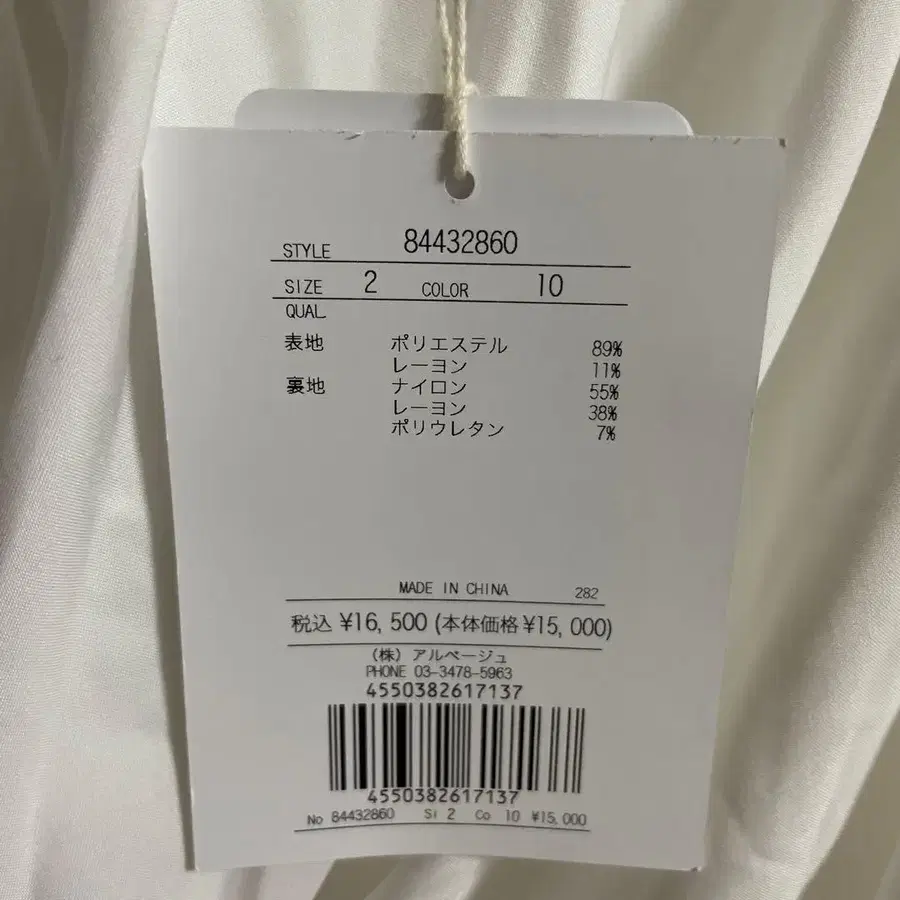 STYLE 84432860
SIZE 2 COLOR 10
QUAL
表地 ポリエステル 89%
レーヨン 11%
裏地 ナイロン 55%
レーヨン 38%
ポリウレタン 7%
MADE IN CHINA 282
税込 ¥16,500 (本体価格¥15,000)
(株) アルページュ
PHONE 03-3478-5963
4550382617137
4550382617137
No 84432860 Si 2 Co 10 ¥15,000